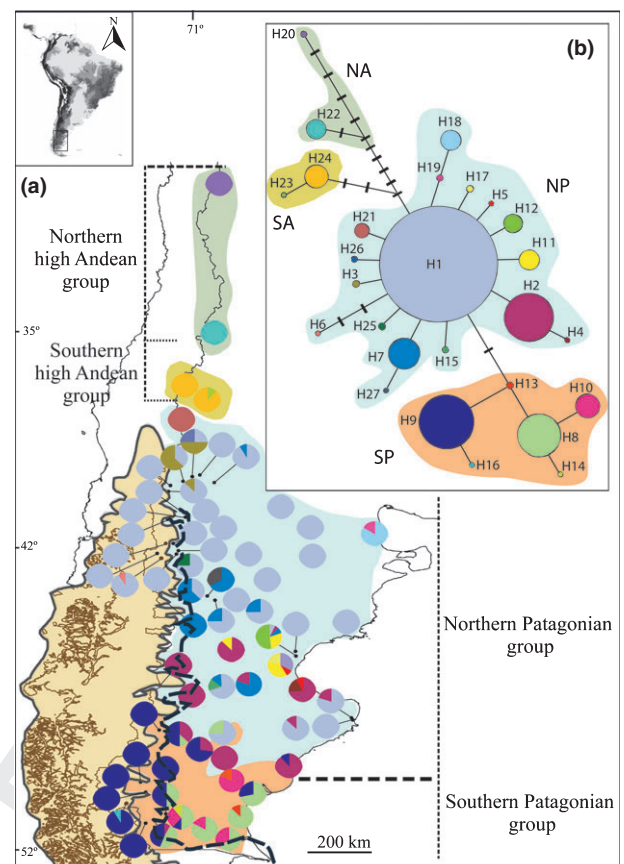 71°
N
(a)
Northern
high Andean
group
35°
Southern
high Andean
group
42°
52°
Northern Patagonian
group
Southern Patagonian
group
200 km
(b)
H20
NA
H22
H24
H23
SA
H18
H19
H17
H5
NP
H12
H11
H21
H26
H3
H1
H2
H4
H6
H25
H7
H15
H27
H13
H10
H9
H8
H16
H14
SP